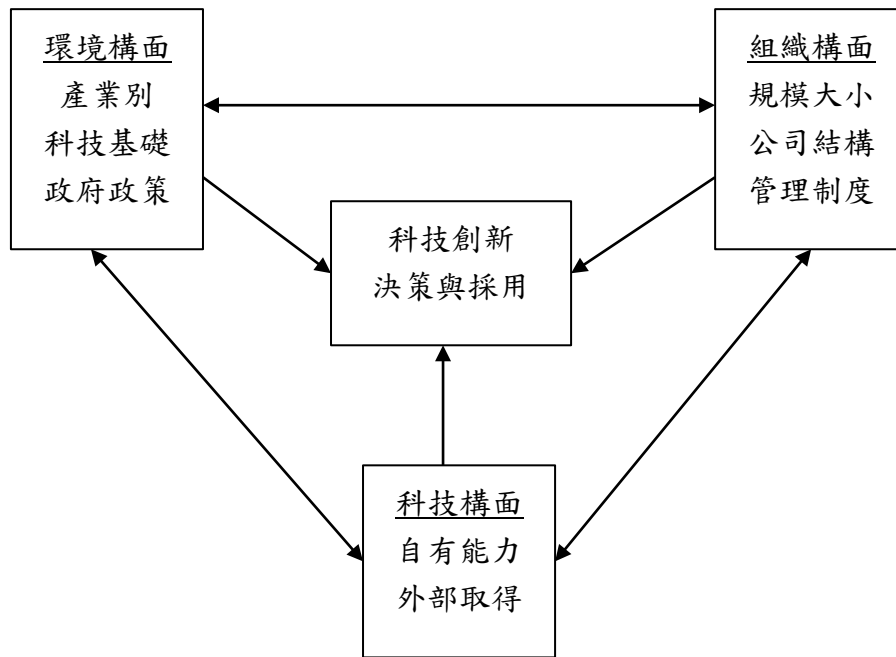 環境構面
產業別
科技基礎
政府政策
組織構面
規模大小
公司結構
管理制度
科技創新
決策與採用
科技構面
自有能力
外部取得